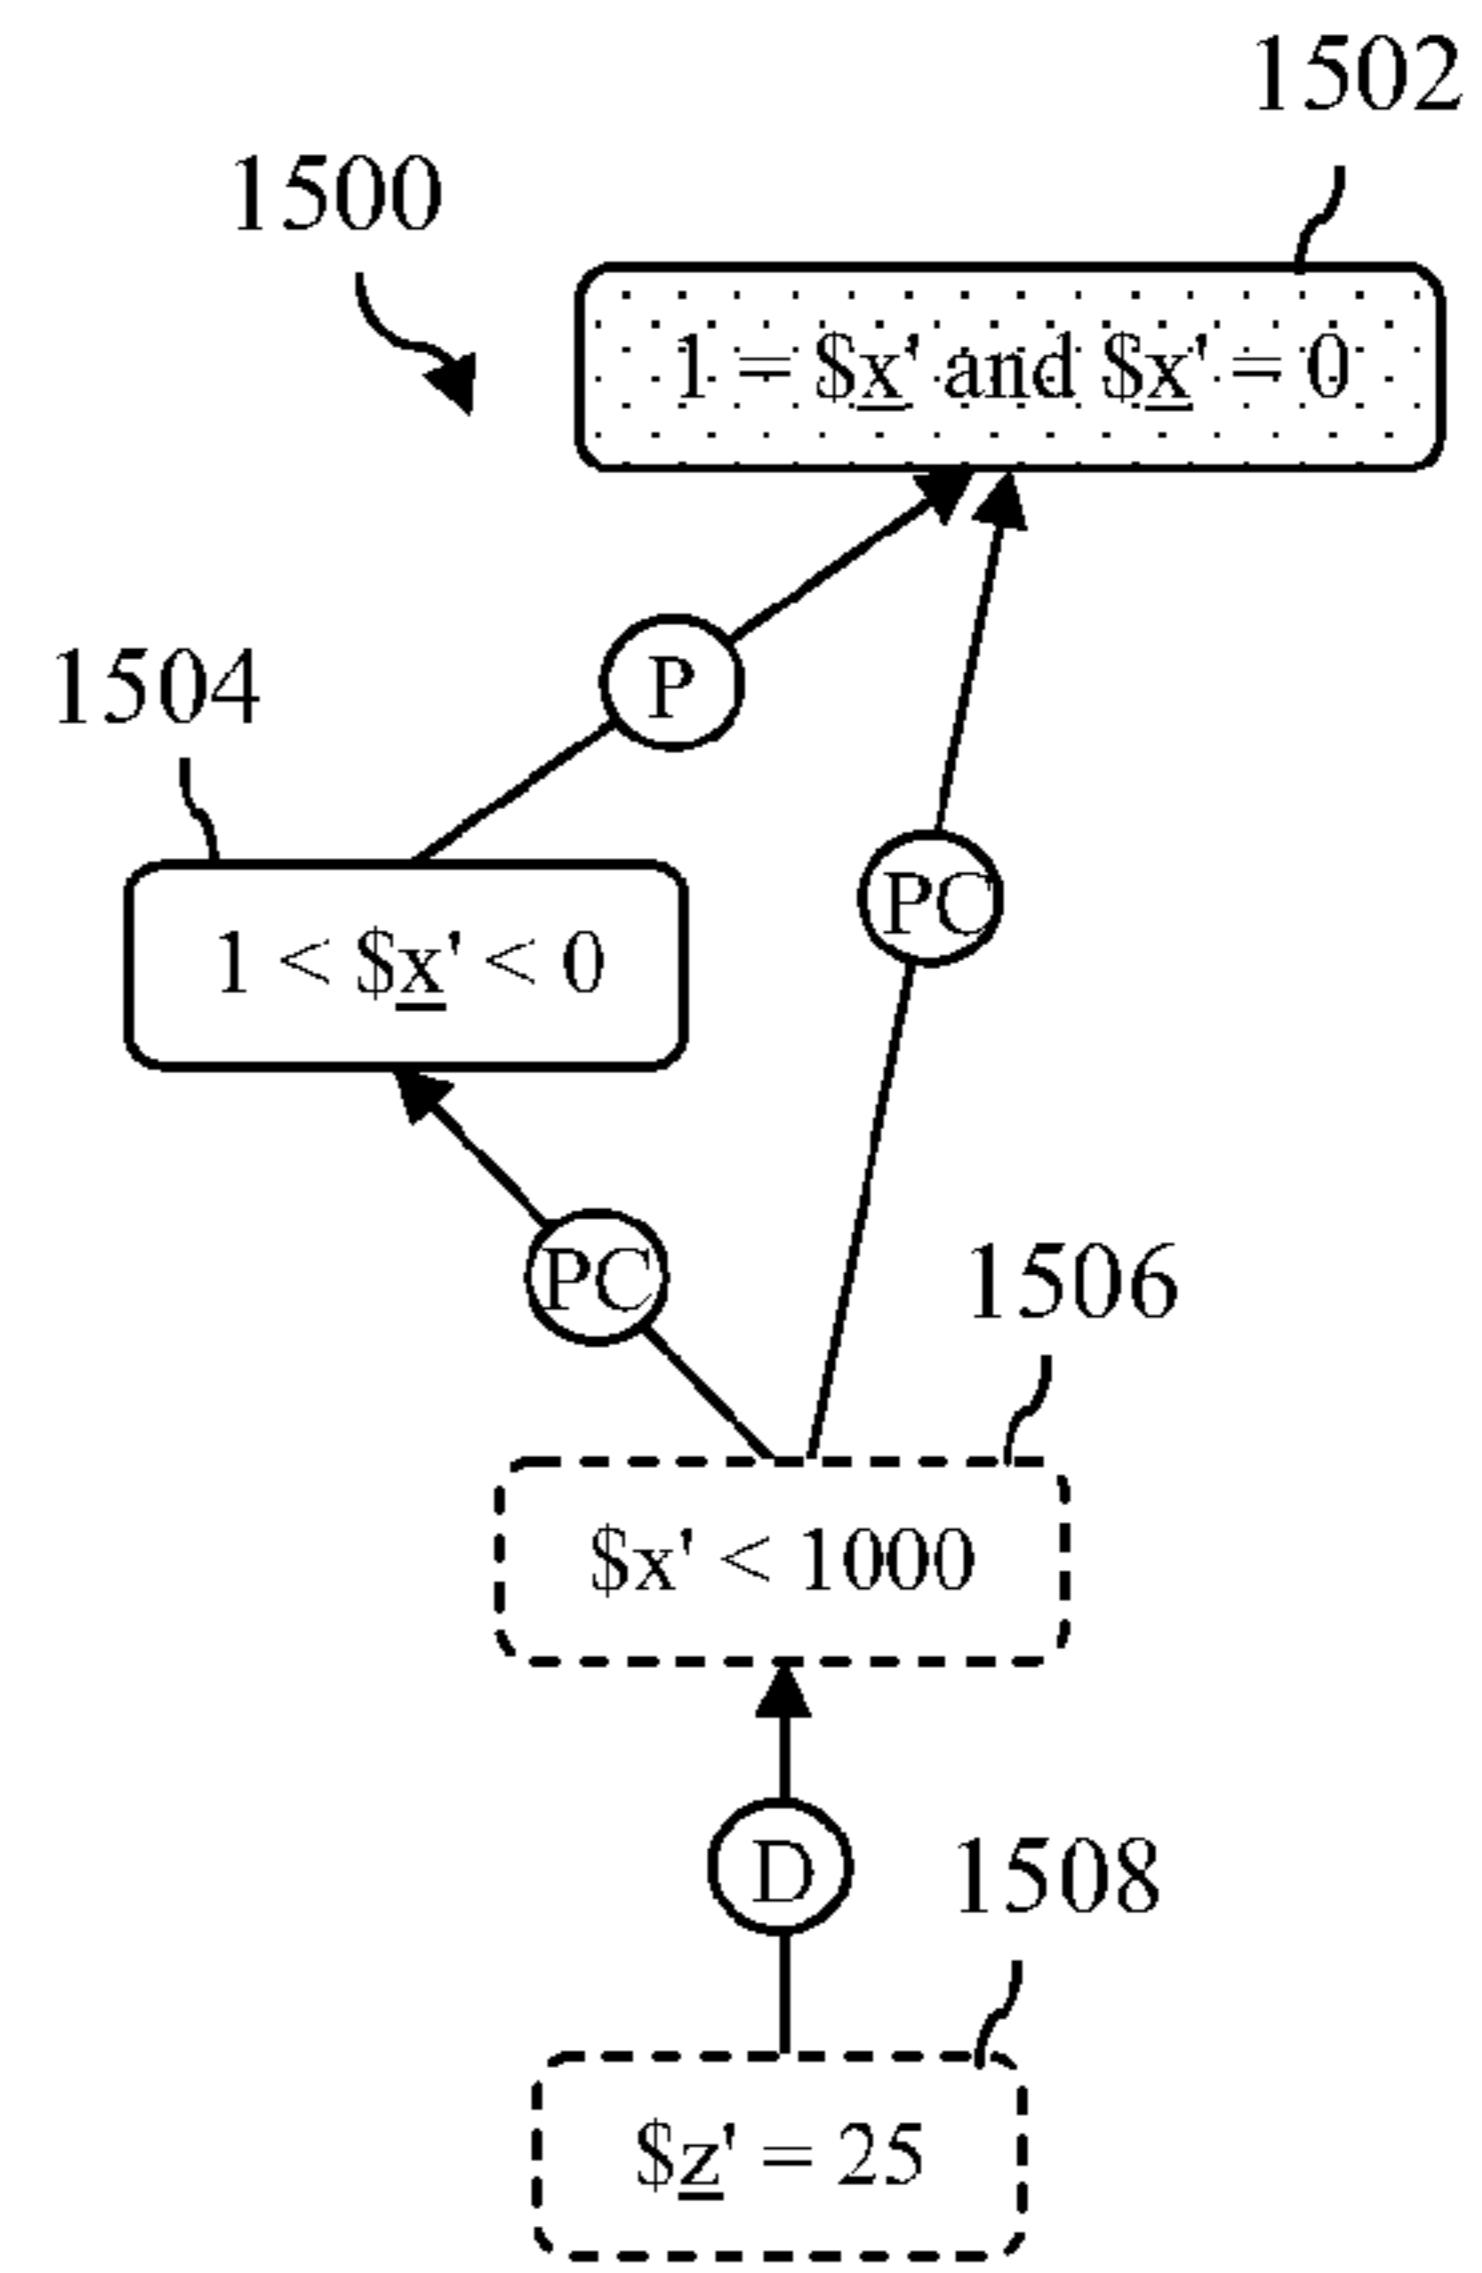 1502
1500
1 = $x' and $x' = 0
P
1504
PC
1 < $x' < 0
PC
1506
$x' < 1000
D
1508
$z' = 25